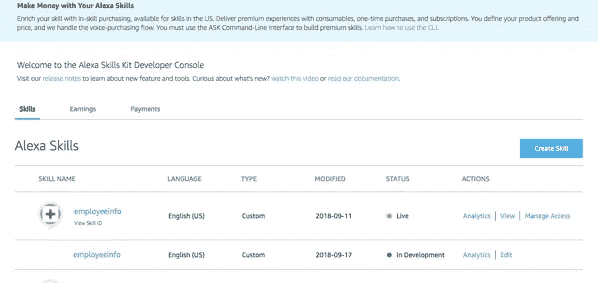 Make Money with Your Alexa Skills
Enrich your skill with in-skill purchasing, available for skills in the US. Deliver premium experiences with consumables, one-time purchases, and subscriptions. You define your product offering and
price, and we handle the voice-purchasing flow. You must use the ASK Command-Line Interface to build premium skills. Learn how to use the CLI.
Welcome to the Alexa Skills Kit Developer Console
Visit our release notes to learn about new feature and tools. Curious about what's new? watch this video or read our documentation.
Skills Earnings Payments
Alexa Skills Create Skill
SKILL NAME LANGUAGE TYPE MODIFIED STATUS ACTIONS
employeeinfo English (US) Custom 2018-09-11 Live Analytics | View | Manage Access
View Skill ID
employeeinfo English (US) Custom 2018-09-17 In Development Analytics | Edit